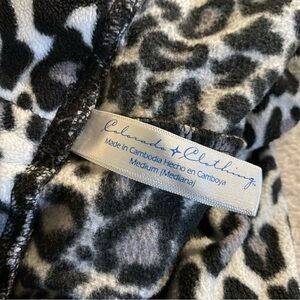 Colorado Clothing
Made in Cambodia Hecho en Camboya
Medium (Mediana)